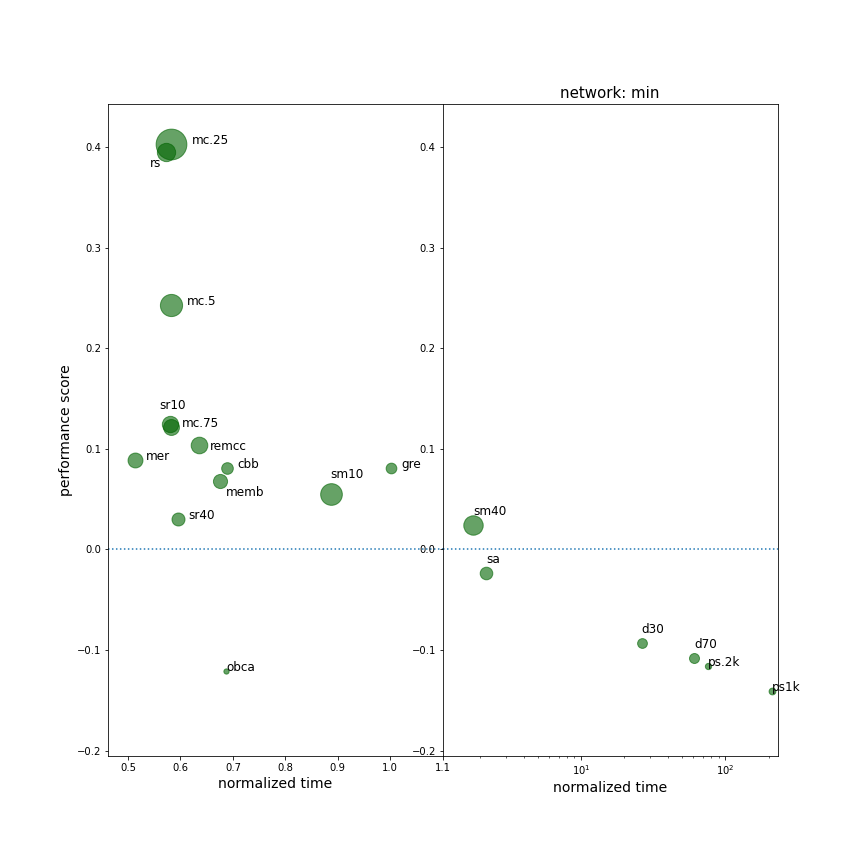 network: min
0.4
mc.25
0.4
rs
0.3
0.3
mc.5
0.2
0.2
sr10
mc.75
0.1
remcc
0.1
mer
cbb
gre
memb
sm10
sr40
sm40
0.0
0.0
sa
−0.1
d30
−0.1
obca
d70
ps.2k
ps1k
−0.2
−0.2
performance score
0.5 0.6 0.7 0.8 0.9 1.0 1.1
10¹ 10²
normalized time
normalized time